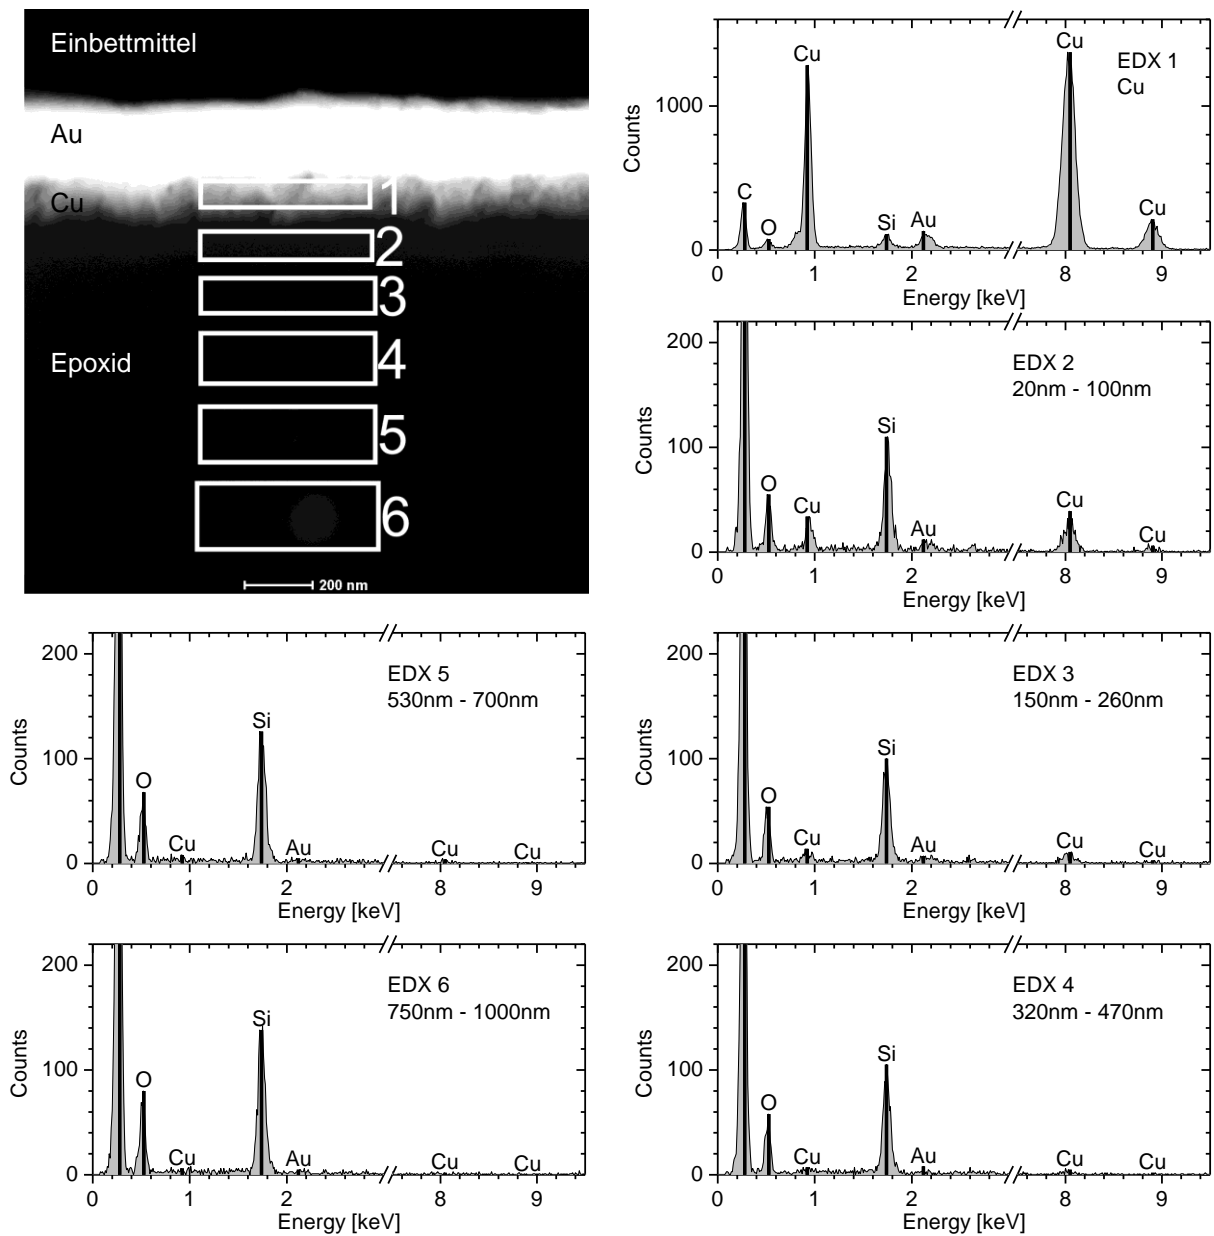 Einbettmittel
Au
Cu
Epoxid
1
2
3
4
5
6
200 nm
EDX 1
Cu
Counts
1000
0
C
O
Cu
Si
Au
Cu
Cu
0 1 2 8 9
Energy [keV]
EDX 2
20nm - 100nm
Counts
200
100
0
O
Cu
Si
Au
Cu
Cu
0 1 2 8 9
Energy [keV]
EDX 5
530nm - 700nm
Counts
200
100
0
O
Cu
Si
Au
Cu
Cu
0 1 2 8 9
Energy [keV]
EDX 3
150nm - 260nm
Counts
200
100
0
O
Cu
Si
Au
Cu
Cu
0 1 2 8 9
Energy [keV]
EDX 6
750nm - 1000nm
Counts
200
100
0
O
Cu
Si
Au
Cu
Cu
0 1 2 8 9
Energy [keV]
EDX 4
320nm - 470nm
Counts
200
100
0
O
Cu
Si
Au
Cu
Cu
0 1 2 8 9
Energy [keV]